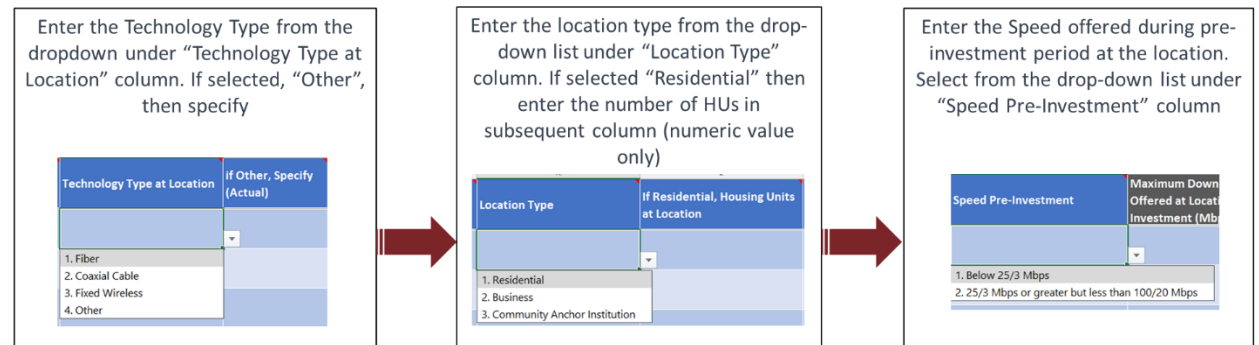 Enter the Technology Type from the
dropdown under “Technology Type at
Location” column. If selected, “Other”,
then specify
Technology Type at Location
if Other, Specify
(Actual)
1. Fiber
2. Coaxial Cable
3. Fixed Wireless
4. Other
Enter the location type from the drop-
down list under “Location Type”
column. If selected “Residential” then
enter the number of HUs in
subsequent column (numeric value
only)
Location Type
If Residential, Housing Units
at Location
1. Residential
2. Business
3. Community Anchor Institution
Enter the Speed offered during pre-
investment period at the location.
Select from the drop-down list under
“Speed Pre-Investment” column
Speed Pre-Investment
Maximum Down
Offered at Locati
Investment (Mb
1. Below 25/3 Mbps
2. 25/3 Mbps or greater but less than 100/20 Mbps